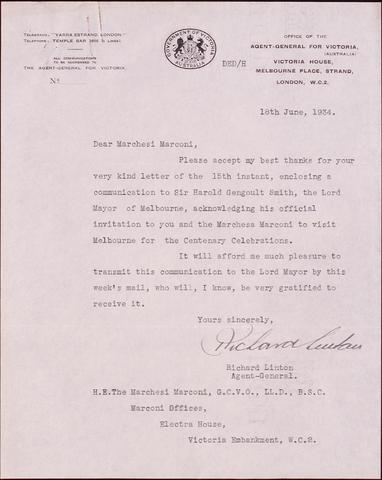 TELEGRAMS, "YARRA ESTRAND, LONDON."
TELEPHONE, TEMPLE BAR
ALL COMMUNICATIONS
TO BE ADDRESSED TO
THE AGENT-GENERAL FOR VICTORIA.
No
GOVERNMENT OF VICTORIA
AUSTRALIA
DED/H
OFFICE OF THE
AGENT-GENERAL FOR VICTORIA,
(AUSTRALIA)
VICTORIA HOUSE,
MELBOURNE PLACE, STRAND,
LONDON, W.C.2.
18th June, 1934.
Dear Marchesi Marconi,
Please accept my best thanks for your
very kind letter of the 15th instant, enclosing a
communication to Sir Harold Gengoult Smith, the Lord
Mayor of Melbourne, acknowledging his official
invitation to you and the Marchesa Marconi to visit
Melbourne for the Centenary Celebrations.
It will afford me much pleasure to
transmit this communication to the Lord Mayor by this
week's mail, who will, I know, be very gratified to
receive it.
Yours sincerely,
Richard Linton
Richard Linton
Agent-General.
H.E.The Marchesi Marconi, G.C.V.O., LL.D., B.S.C.
Marconi Offices,
Electra House,
Victoria Embankment, W.C.2.